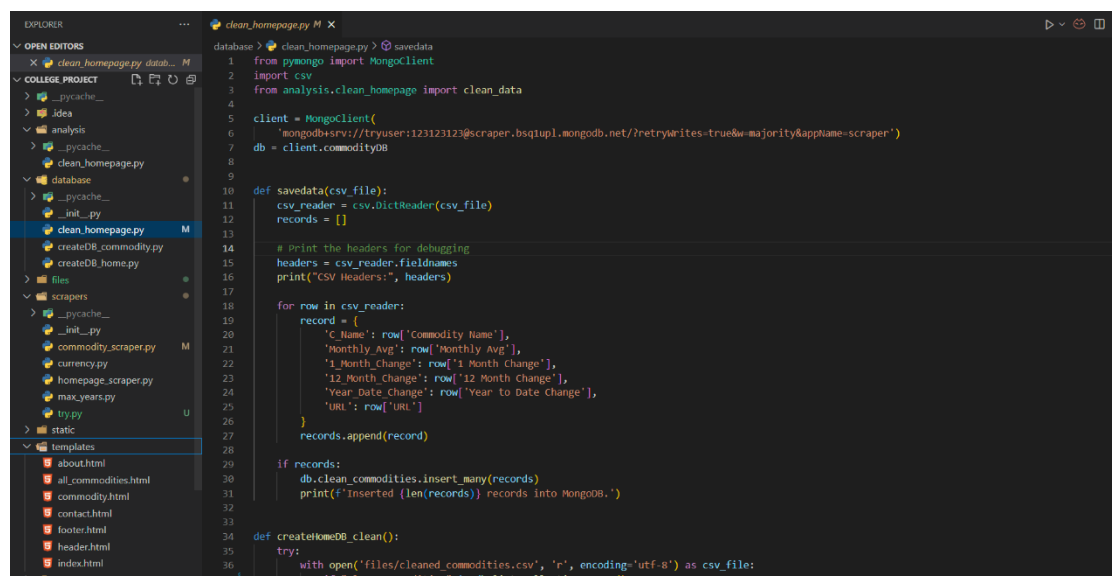 EXPLORER
OPEN EDITORS
clean_homepage.py datab... M
COLLEGE_PROJECT
__pycache__
.idea
analysis
__pycache__
clean_homepage.py
database
__pycache__
__init__.py
clean_homepage.py M
createDB_commodity.py
createDB_home.py
files
scrapers
__pycache__
__init__.py
commodity_scraper.py M
currency.py
homepage_scraper.py
max_years.py
try.py U
static
templates
about.html
all_commodities.html
commodity.html
contact.html
footer.html
header.html
index.html
clean_homepage.py M
database > clean_homepage.py > savedata
1 from pymongo import MongoClient
2 import csv
3 from analysis.clean_homepage import clean_data
4
5 client = MongoClient(
6 'mongodb+srv://tryuser:123123123@scraper.bsq1upl.mongodb.net/?retryWrites=true&w=majority&appName=scraper')
7 db = client.commodityDB
8
9
10 def savedata(csv_file):
11 csv_reader = csv.DictReader(csv_file)
12 records = []
13
14 # Print the headers for debugging
15 headers = csv_reader.fieldnames
16 print("CSV Headers:", headers)
17
18 for row in csv_reader:
19 record = {
20 'C_Name': row['Commodity Name'],
21 'Monthly_Avg': row['Monthly Avg'],
22 '1_Month_Change': row['1 Month Change'],
23 '12_Month_Change': row['12 Month Change'],
24 'Year_Date_Change': row['Year to Date Change'],
25 'URL': row['URL']
26 }
27 records.append(record)
28
29 if records:
30 db.clean_commodities.insert_many(records)
31 print(f'Inserted {len(records)} records into MongoDB.')
32
33
34 def createHomeDB_clean():
35 try:
36 with open('files/cleaned_commodities.csv', 'r', encoding='utf-8') as csv_file: